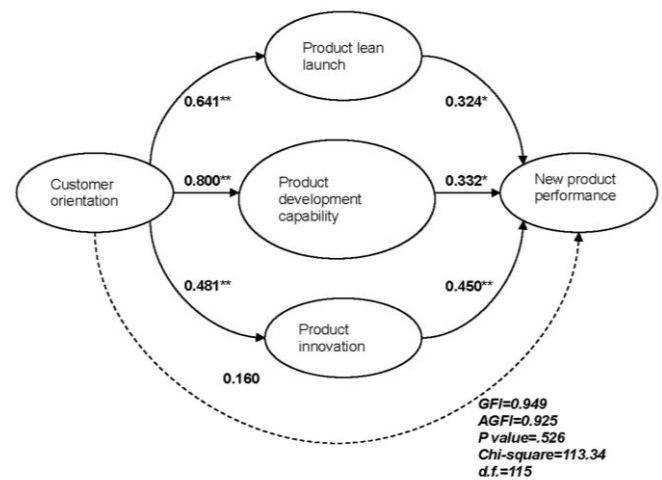 Product lean
launch
0.641**
0.324*
Customer
orientation
0.800**
Product
development
capability
0.332*
New product
performance
0.481**
0.450**
Product
innovation
0.160
GFI=0.949
AGFI=0.925
P value=.526
Chi-square=113.34
d.f.=115